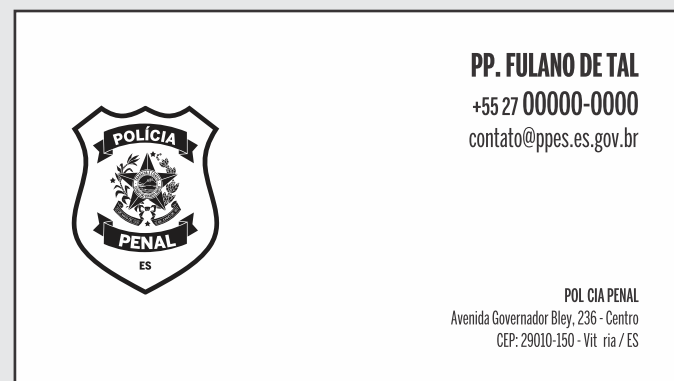 PP. FULANO DE TAL
+55 27 00000-0000
contato@ppes.es.gov.br
POLÍCIA
PENAL
ES
POL CIA PENAL
Avenida Governador Bley, 236 - Centro
CEP: 29010-150 - Vit ria / ES